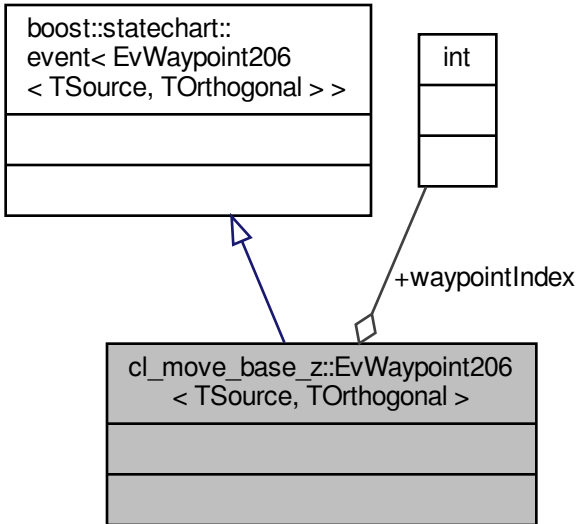 boost::statechart::
event< EvWaypoint206
< TSource, TOrthogonal > >
int
+waypointIndex
cl_move_base_z::EvWaypoint206
< TSource, TOrthogonal >